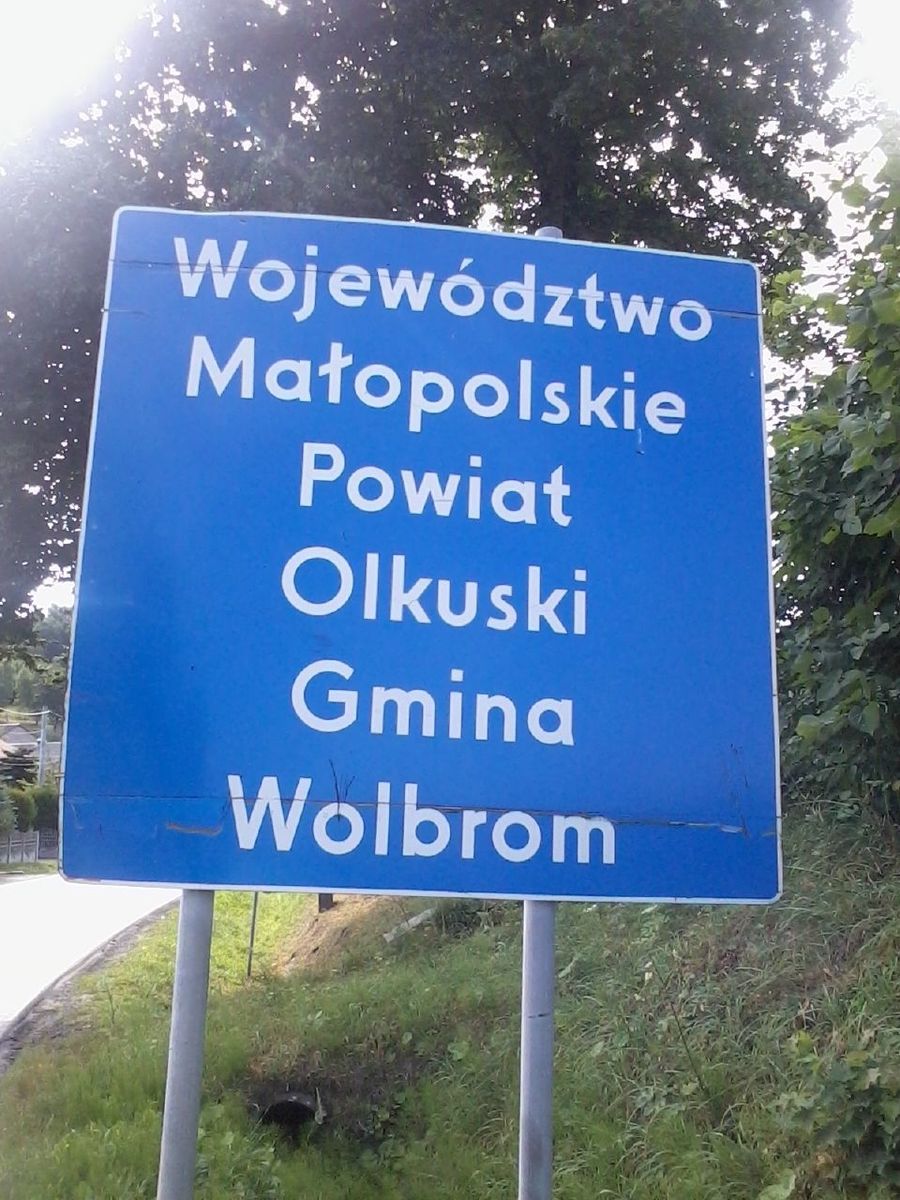 Województwo
Małopolskie
Powiat
Olkuski
Gmina
Wolbrom